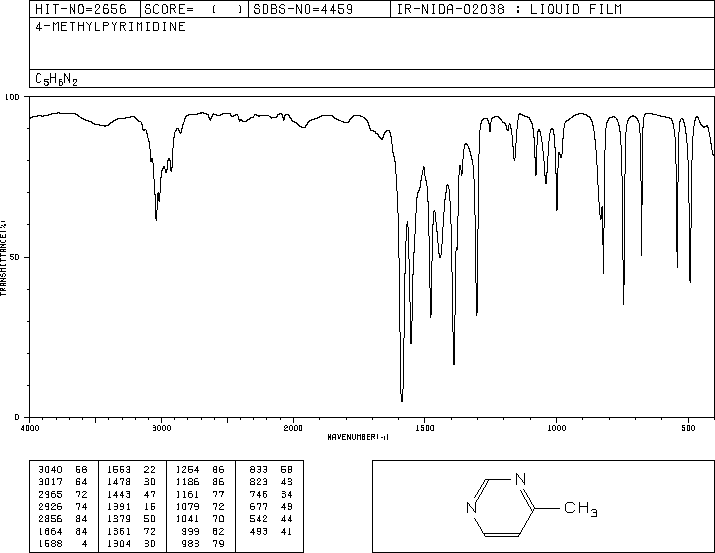 HIT-NO=2656 SCORE= ( ) SDBS-NO=4459 IR-NIDA-02038 : LIQUID FILM
4-METHYLPYRIMIDINE
C5H6N2
100
50
0
TRANSMITTANCE(%)
4000 3000 2000 1500 1000 500
WAVENUMBER(-1)
3040 58 1553 22 1254 86 833 58
3017 64 1478 30 1186 86 823 43
2965 72 1443 47 1161 77 746 34
2926 74 1391 16 1079 72 677 49
2856 84 1379 50 1041 70 542 44
1664 84 1361 72 999 62 493 41
1588 4 1304 30 983 79
N
N
CH3